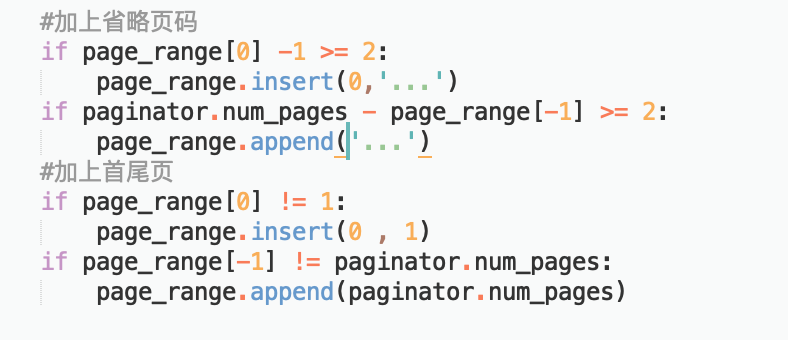 #加上省略页码
if page_range[0] -1 >= 2:
    page_range.insert(0,'...')
if paginator.num_pages - page_range[-1] >= 2:
    page_range.append('...')
#加上首尾页
if page_range[0] != 1:
    page_range.insert(0 , 1)
if page_range[-1] != paginator.num_pages:
    page_range.append(paginator.num_pages)